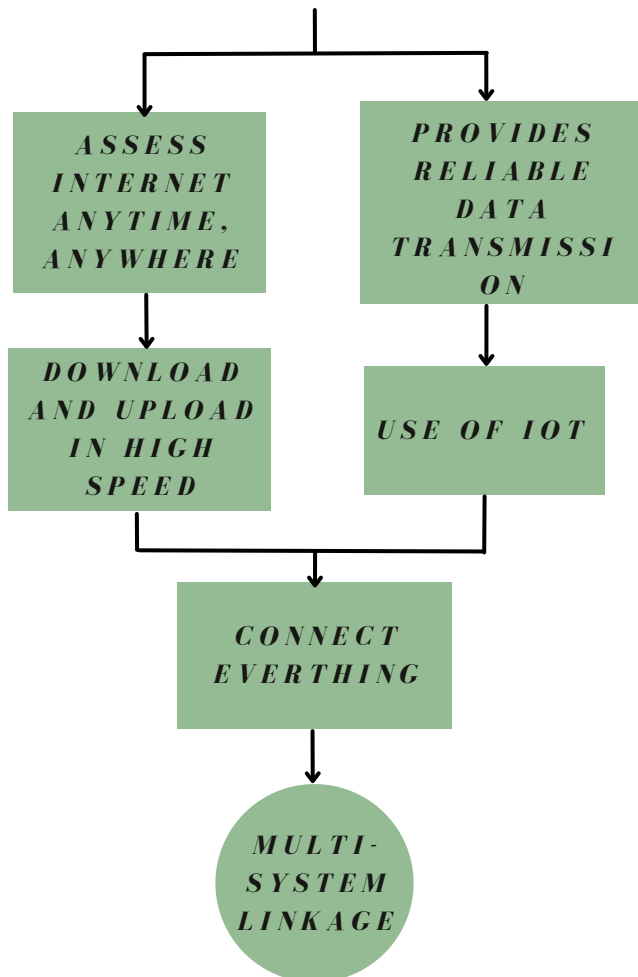 ASSESS
INTERNET
ANYTIME,
ANYWHERE
PROVIDES
RELIABLE
DATA
TRANSMISSI
ON
DOWNLOAD
AND UPLOAD
IN HIGH
SPEED
USE OF IOT
CONNECT
EVERTHING
MULTI-
SYSTEM
LINKAGE